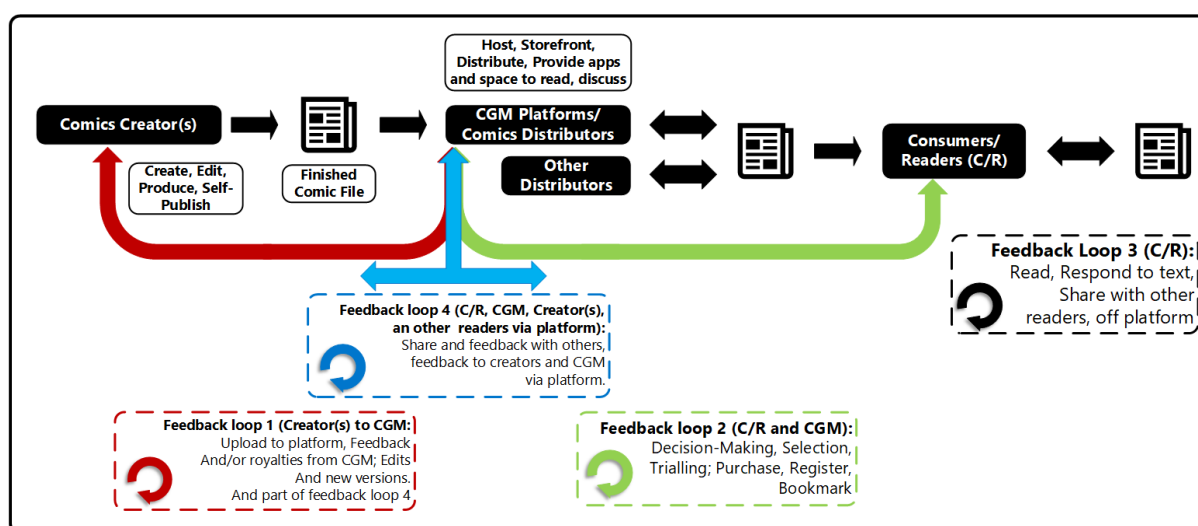 Host, Storefront,
Distribute, Provide apps
and space to read, discuss
Comics Creator(s)
CGM Platforms/
Comics Distributors
Consumers/
Readers (C/R)
Other
Distributors
Create, Edit,
Produce, Self-
Publish
Finished
Comic File
Feedback Loop 3 (C/R):
Read, Respond to text,
Share with other
readers, off platform
Feedback loop 4 (C/R, CGM, Creator(s),
an other readers via platform):
Share and feedback with others,
feedback to creators and CGM
via platform.
Feedback loop 1 (Creator(s) to CGM:
Upload to platform, Feedback
And/or royalties from CGM; Edits
And new versions.
And part of feedback loop 4
Feedback loop 2 (C/R and CGM):
Decision-Making, Selection,
Trialling; Purchase, Register,
Bookmark